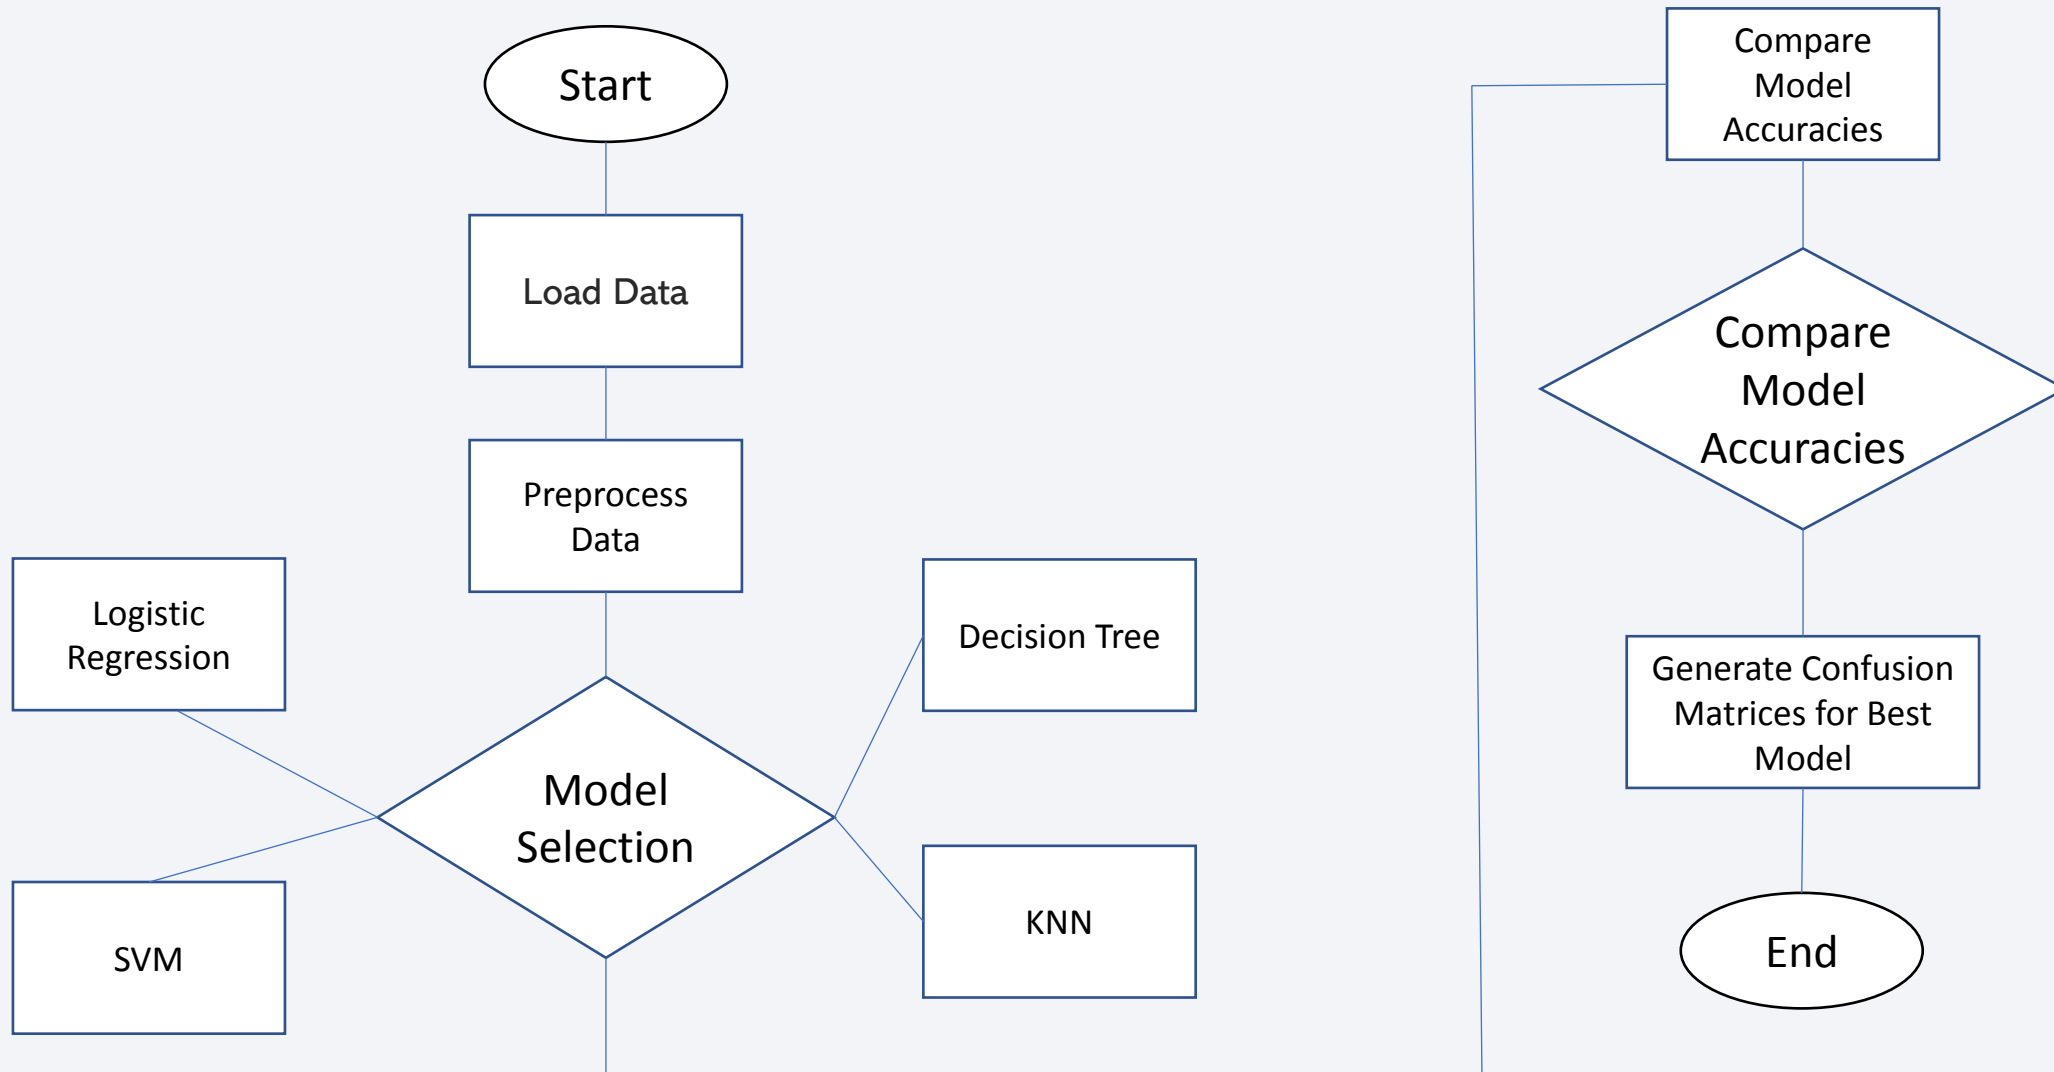 Start
Load Data
Preprocess
Data
Logistic
Regression
Decision Tree
Model
Selection
SVM
KNN
Compare
Model
Accuracies
Compare
Model
Accuracies
Generate Confusion
Matrices for Best
Model
End